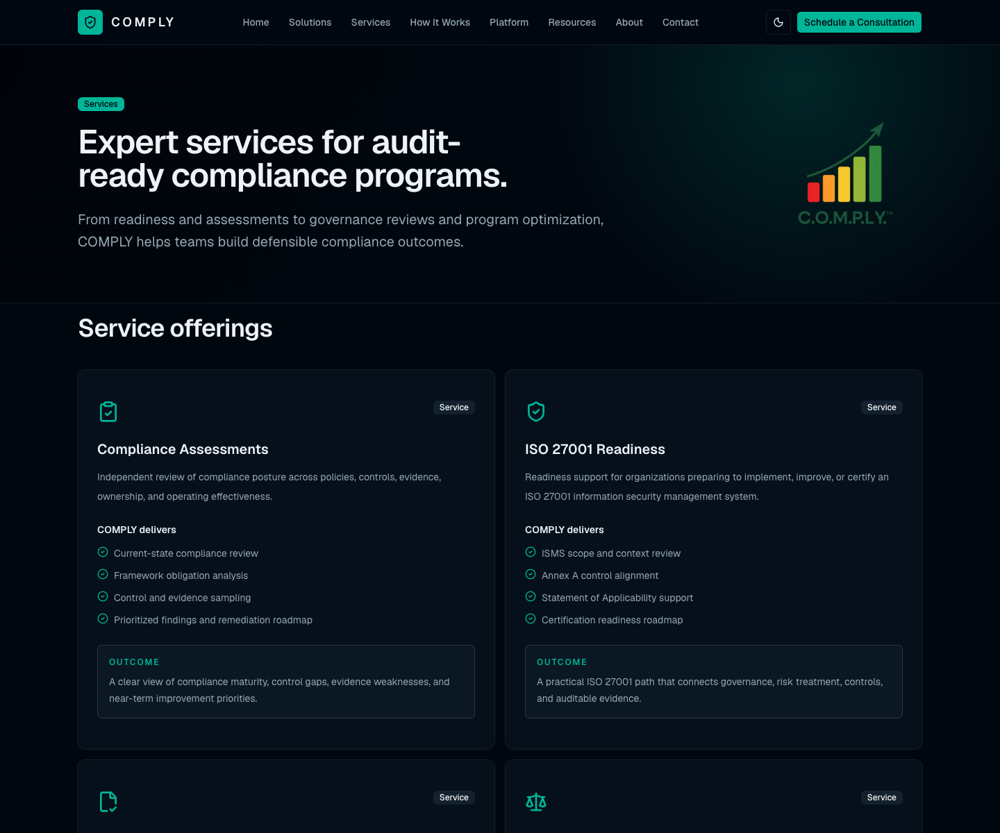 COMPLY
Home
Solutions
Services
How It Works
Platform
Resources
About
Contact
Schedule a Consultation
Services
Expert services for audit-
ready compliance programs.
From readiness and assessments to governance reviews and program optimization,
COMPLY helps teams build defensible compliance outcomes.
C.O.M.P.L.Y.™
Service offerings
Service
Compliance Assessments
Independent review of compliance posture across policies, controls, evidence,
ownership, and operating effectiveness.
COMPLY delivers
Current-state compliance review
Framework obligation analysis
Control and evidence sampling
Prioritized findings and remediation roadmap
OUTCOME
A clear view of compliance maturity, control gaps, evidence weaknesses, and
near-term improvement priorities.
Service
ISO 27001 Readiness
Readiness support for organizations preparing to implement, improve, or certify an
ISO 27001 information security management system.
COMPLY delivers
ISMS scope and context review
Annex A control alignment
Statement of Applicability support
Certification readiness roadmap
OUTCOME
A practical ISO 27001 path that connects governance, risk treatment, controls,
and auditable evidence.
Service
Service